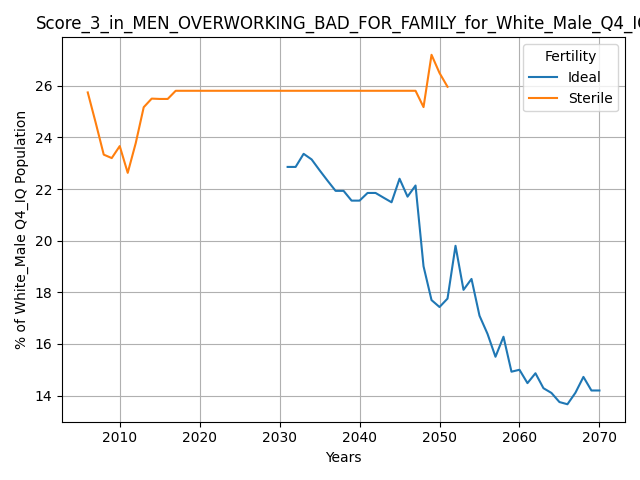 Score_3_in_MEN_OVERWORKING_BAD_FOR_FAMILY_for_White_Male_Q4_IQ
Fertility
Ideal
Sterile
% of White_Male Q4_IQ Population
26
24
22
20
18
16
14
2010 2020 2030 2040 2050 2060 2070
Years